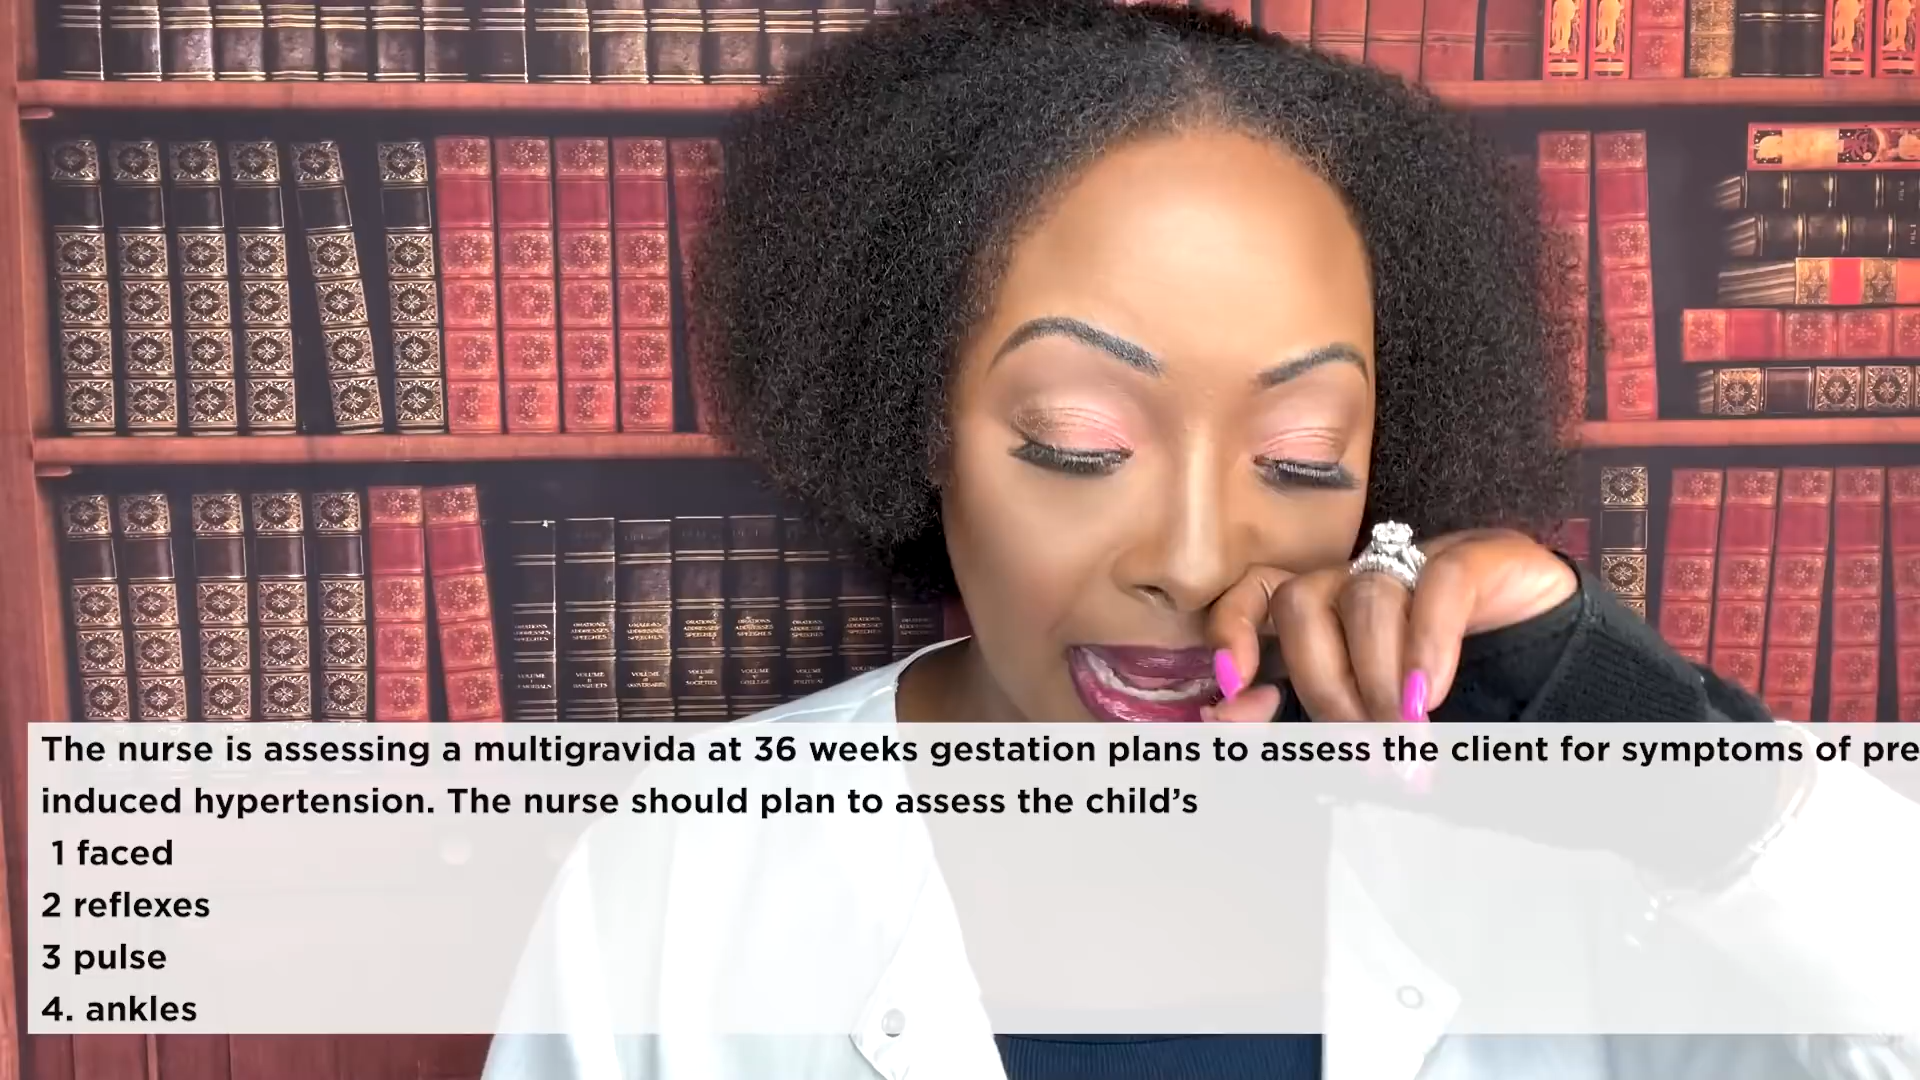 The nurse is assessing a multigravida at 36 weeks gestation plans to assess the client for symptoms of pre
induced hypertension. The nurse should plan to assess the child’s
1 faced
2 reflexes
3 pulse
4. ankles